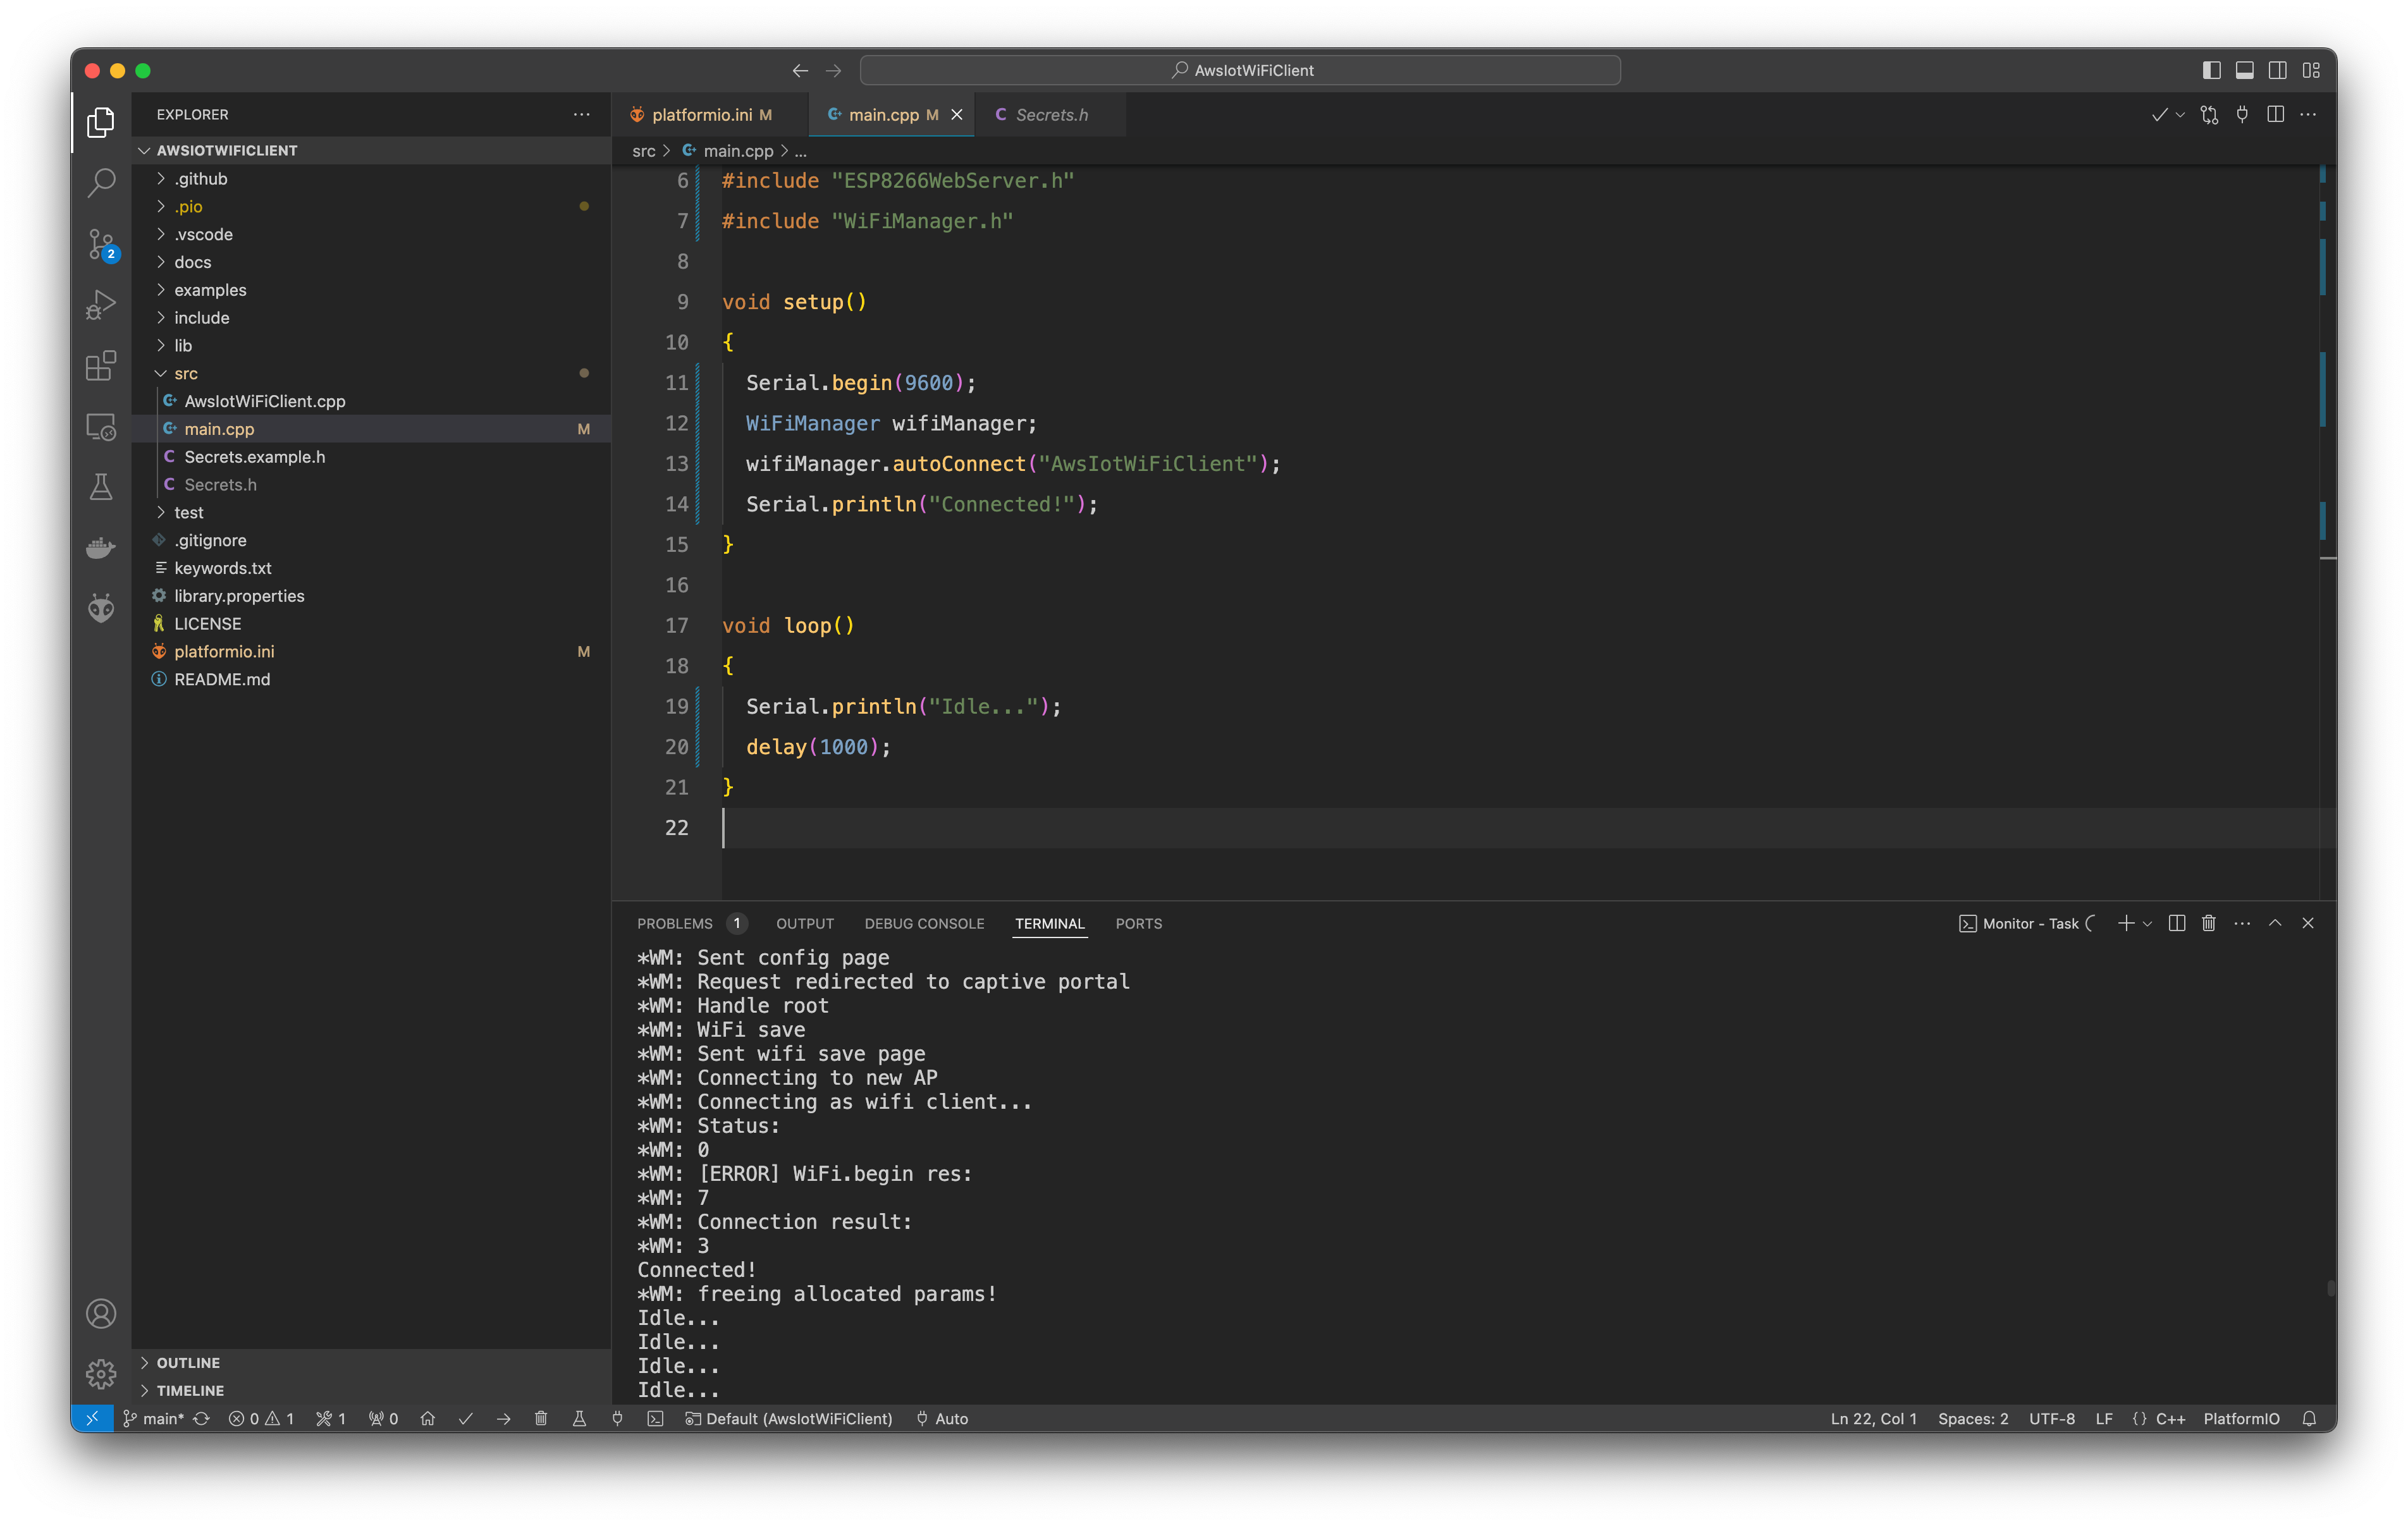 AwsIotWiFiClient
EXPLORER
AWSIOTWIFICLIENT
.github
.pio
.vscode
docs
examples
include
lib
src
AwsIotWiFiClient.cpp
main.cpp M
Secrets.example.h
Secrets.h
test
.gitignore
keywords.txt
library.properties
LICENSE
platformio.ini M
README.md
OUTLINE
TIMELINE
2
platformio.ini M main.cpp M Secrets.h
src > main.cpp > ...
6 #include "ESP8266WebServer.h"
7 #include "WiFiManager.h"
8
9 void setup()
10 {
11 Serial.begin(9600);
12 WiFiManager wifiManager;
13 wifiManager.autoConnect("AwsIotWiFiClient");
14 Serial.println("Connected!");
15 }
16
17 void loop()
18 {
19 Serial.println("Idle...");
20 delay(1000);
21 }
22
PROBLEMS 1 OUTPUT DEBUG CONSOLE TERMINAL PORTS Monitor - Task
*WM: Sent config page
*WM: Request redirected to captive portal
*WM: Handle root
*WM: WiFi save
*WM: Sent wifi save page
*WM: Connecting to new AP
*WM: Connecting as wifi client...
*WM: Status:
*WM: 0
*WM: [ERROR] WiFi.begin res:
*WM: 7
*WM: Connection result:
*WM: 3
Connected!
*WM: freeing allocated params!
Idle...
Idle...
Idle...
Idle...
main* 0 1 1 0 Default (AwsIotWiFiClient) Auto Ln 22, Col 1 Spaces: 2 UTF-8 LF {} C++ PlatformIO